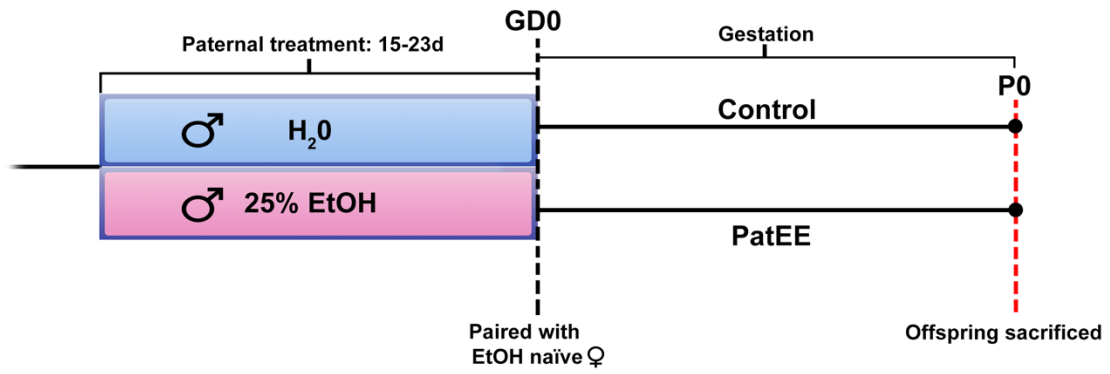 GD0
Paternal treatment: 15-23d
Gestation
P0
♂ H₂0
Control
♂ 25% EtOH
PatEE
Paired with
EtOH naïve ♀
Offspring sacrificed